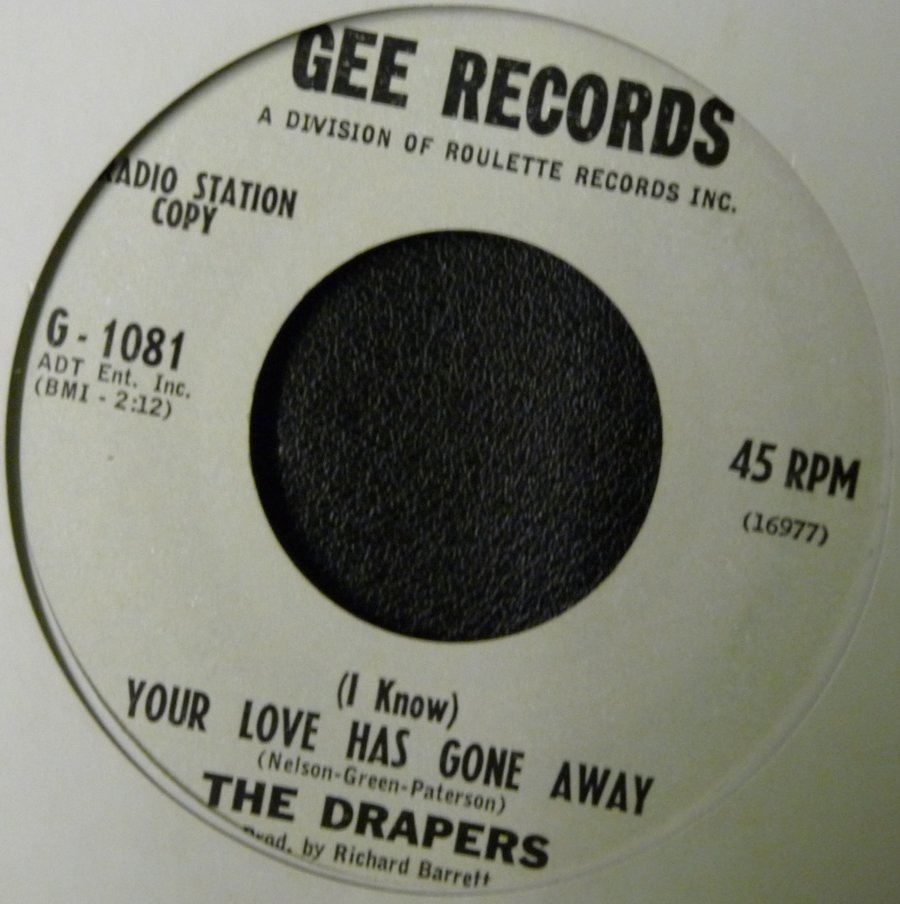 GEE RECORDS
A DIVISION OF ROULETTE RECORDS INC.
RADIO STATION
COPY
G - 1081
ADT Ent. Inc.
(BMI - 2:12)
45 RPM
(16977)
(I Know)
YOUR LOVE HAS GONE AWAY
(Nelson-Green-Paterson)
THE DRAPERS
Prod. by Richard Barrett